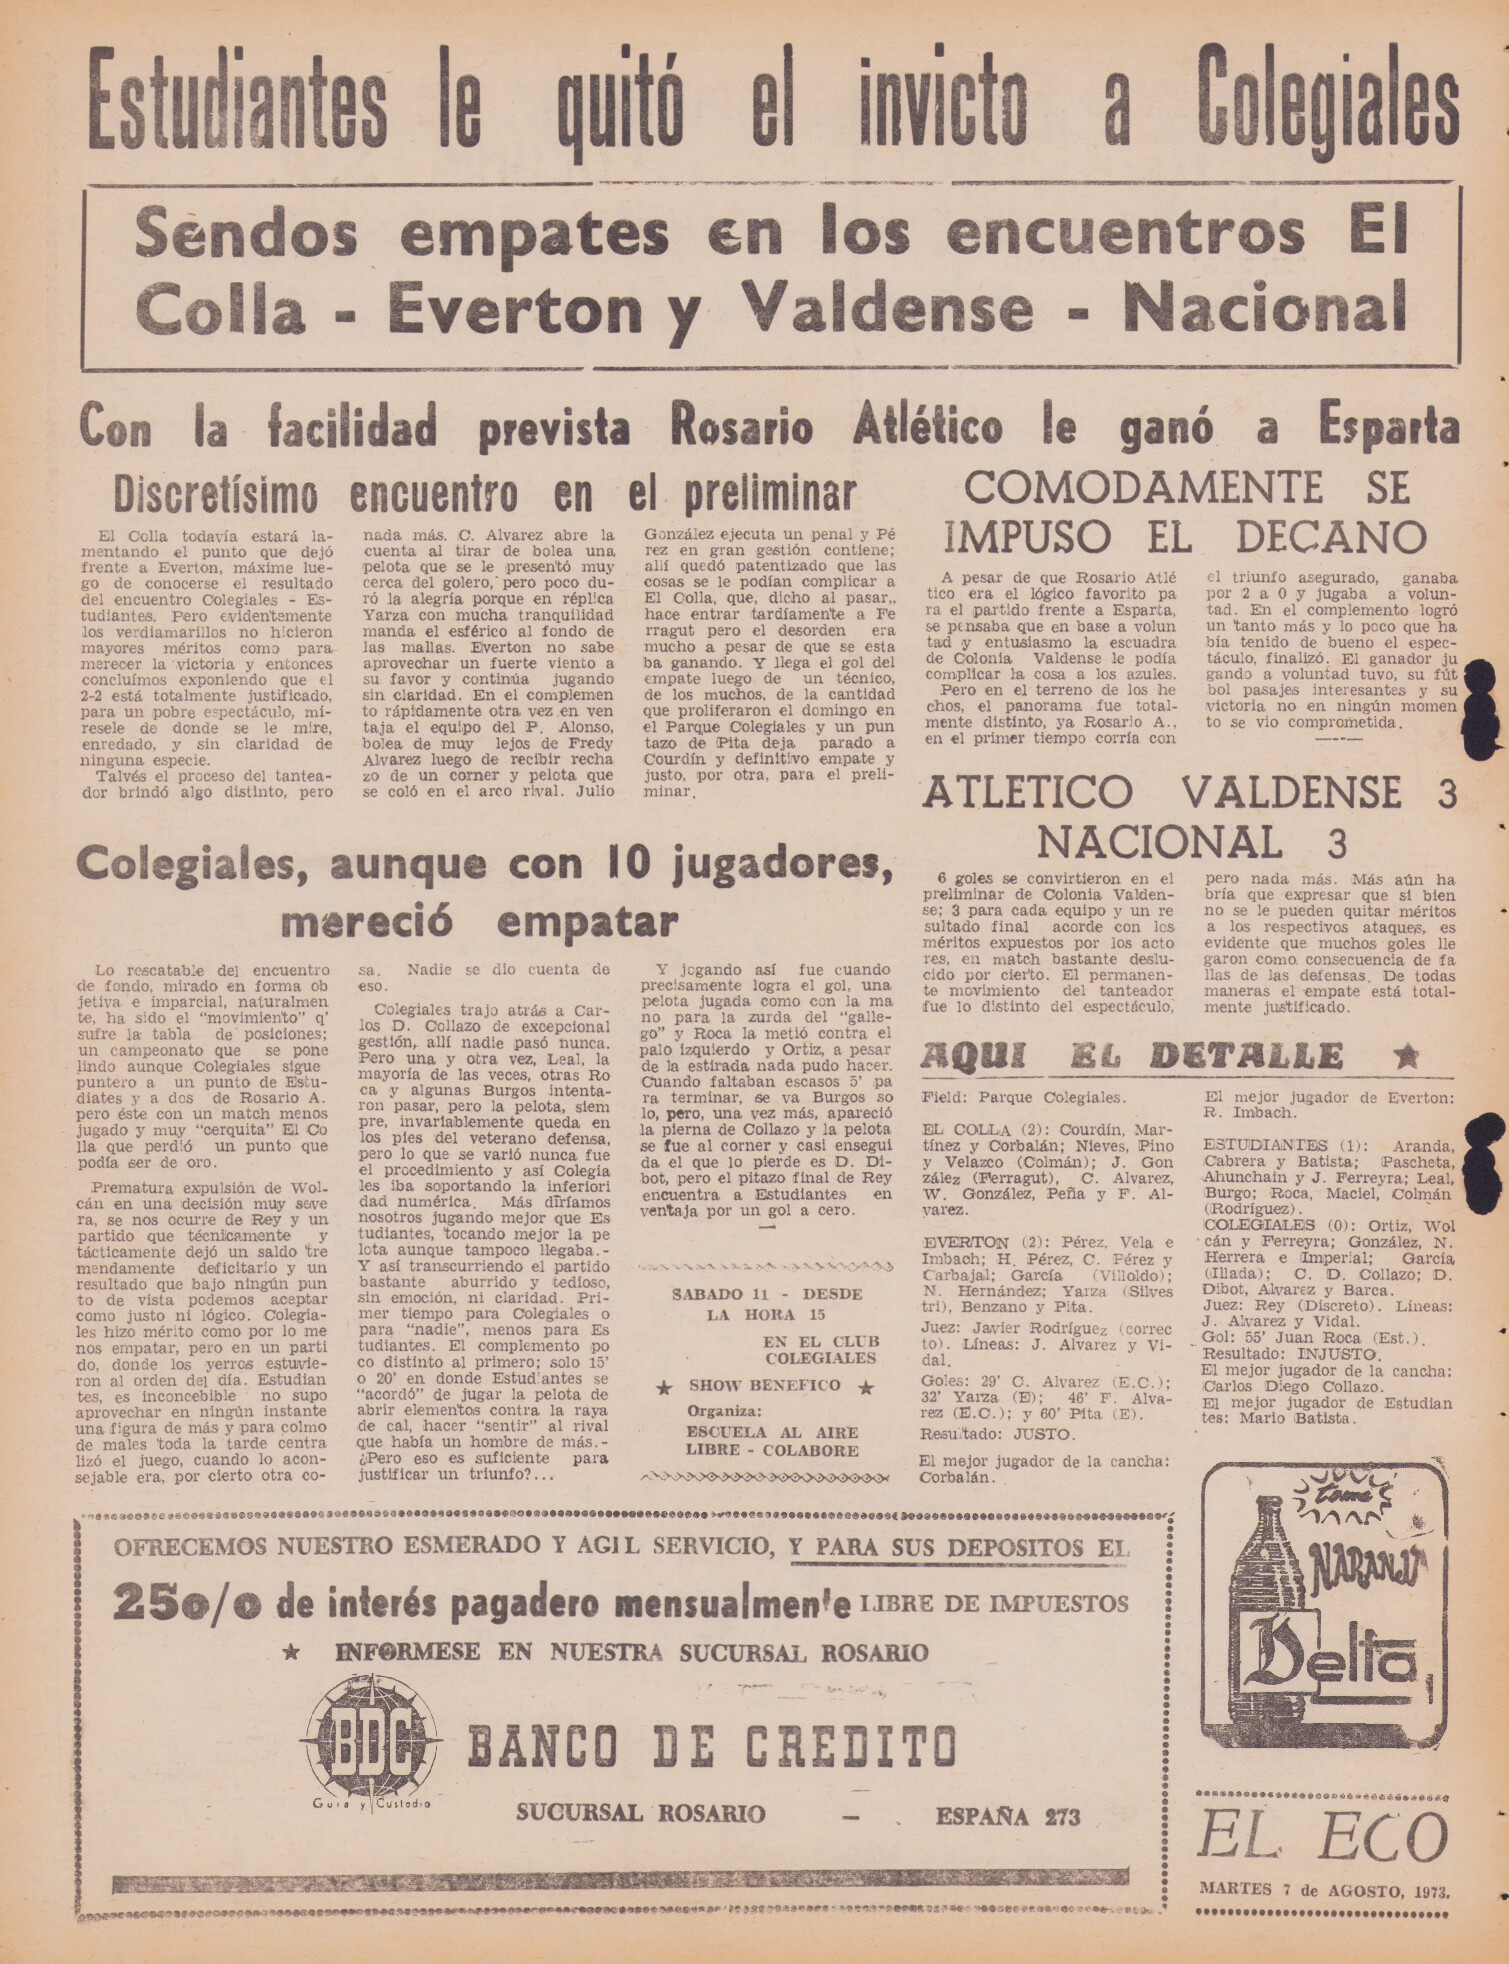 Estudiantes le quitó el invicto a Colegiales
Sendos empates en los encuentros El
Colla - Everton y Valdense - Nacional
Con la facilidad prevista Rosario Atlético le ganó a Esparta
Discretísimo encuentro en el preliminar
El Colla todavía estará la-
mentando el punto que dejó
frente a Everton, máxime lue-
go de conocerse el resultado
del encuentro Colegiales - Es-
tudiantes. Pero evidentemente
los verdiamarillos no hicieron
mayores méritos como para
merecer la victoria y entonces
concluímos exponiendo que el
2-2 está totalmente justificado,
para un pobre espectáculo, mí-
resele de donde se le mire,
enredado, y sin claridad de
ninguna especie.
Talvés el proceso del tantea-
dor brindó algo distinto, pero
nada más. C. Alvarez abre la
cuenta al tirar de bolea una
pelota que se le presentó muy
cerca del golero, pero poco du-
ró la alegría porque en réplica
Yarza con mucha tranquilidad
manda el esférico al fondo de
las mallas. Everton no sabe
aprovechar un fuerte viento a
su favor y continúa jugando
sin claridad. En el complemen
to rápidamente otra vez en ven
taja el equipo del P. Alonso,
bolea de muy lejos de Fredy
Alvarez luego de recibir recha
zo de un corner y pelota que
se coló en el arco rival. Julio
González ejecuta un penal y Pé
rez en gran gestión contiene;
allí quedó patentizado que las
cosas se le podían complicar a
El Colla, que, dicho al pasar,,
hace entrar tardíamente a Fe
rragut pero el desorden era
mucho a pesar de que se esta
ba ganando. Y llega el gol del
empate luego de un técnico,
de los muchos, de la cantidad
que proliferaron el domingo en
el Parque Colegiales y un pun
tazo de Pita deja parado a
Courdín y definitivo empate y
justo, por otra, para el preli-
minar.
COMODAMENTE SE
IMPUSO EL DECANO
A pesar de que Rosario Atlé
tico era el lógico favorito pa
ra el partido frente a Esparta,
se pensaba que en base a volun
tad y entusiasmo la escuadra
de Colonia Valdense le podía
complicar la cosa a los azules.
Pero en el terreno de los he
chos, el panorama fue total-
mente distinto, ya Rosario A.,
en el primer tiempo corría con
el triunfo asegurado, ganaba
por 2 a 0 y jugaba a volun-
tad. En el complemento logró
un tanto más y lo poco que ha
bía tenido de bueno el espec-
táculo, finalizó. El ganador ju
gando a voluntad tuvo, su fút
bol pasajes interesantes y su
victoria no en ningún momen
to se vio comprometida.
ATLETICO VALDENSE 3
NACIONAL 3
6 goles se convirtieron en el
preliminar de Colonia Valden-
se; 3 para cada equipo y un re
sultado final acorde con los
méritos expuestos por los acto
res, en match bastante deslu-
cido por cierto. El permanen-
te movimiento del tanteador
fue lo distinto del espectáculo,
pero nada más. Más aún ha
bría que expresar que si bien
no se le pueden quitar méritos
a los respectivos ataques, es
evidente que muchos goles lle
garon como consecuencia de fa
llas de las defensas. De todas
maneras el empate está total-
mente justificado.
Colegiales, aunque con 10 jugadores,
mereció empatar
Lo rescatable del encuentro
de fondo, mirado en forma ob
jetiva e imparcial, naturalmen
te, ha sido el "movimiento" q'
sufre la tabla de posiciones;
un campeonato que se pone
lindo aunque Colegiales sigue
puntero a un punto de Estu-
diates y a dos de Rosario A.
pero éste con un match menos
jugado y muy "cerquita" El Co
lla que perdió un punto que
podía ser de oro.
Prematura expulsión de Wol-
cán en una decisión muy seve
ra, se nos ocurre de Rey y un
partido que técnicamente y
tácticamente dejó un saldo tre
mendamente deficitario y un
resultado que bajo ningún pun
to de vista podemos aceptar
como justo ni lógico. Colegia-
les hizo mérito como por lo me
nos empatar, pero en un parti
do, donde los yerros estuvie-
ron al orden del día. Estudian
tes, es inconcebible no supo
aprovechar en ningún instante
una figura de más y para colmo
de males toda la tarde centra
lizó el juego, cuando lo acon-
sejable era, por cierto otra co-
sa. Nadie se dio cuenta de
eso.
Colegiales trajo atrás a Car-
los D. Collazo de excepcional
gestión, allí nadie pasó nunca.
Pero una y otra vez, Leal, la
mayoría de las veces, otras Ro
ca y algunas Burgos intenta-
ron pasar, pero la pelota, siem
pre, invariablemente queda en
los pies del veterano defensa,
pero lo que se varió nunca fue
el procedimiento y así Colegia
les iba soportando la inferiori
dad numérica. Más diríamos
nosotros jugando mejor que Es
tudiantes, tocando mejor la pe
lota aunque tampoco llegaba.-
Y así transcurriendo el partido
bastante aburrido y tedioso,
sin emoción, ni claridad. Pri-
mer tiempo para Colegiales o
para "nadie", menos para Es
tudiantes. El complemento po
co distinto al primero; solo 15'
o 20' en donde Estudiantes se
"acordó" de jugar la pelota de
abrir elementos contra la raya
de cal, hacer "sentir" al rival
que había un hombre de más.-
¿Pero eso es suficiente para
justificar un triunfo?...
Y jogando así fue cuando
precisamente logra el gol, una
pelota jugada como con la ma
no para la zurda del "galle-
go" y Roca la metió contra el
palo izquierdo y Ortiz, a pesar
de la estirada nada pudo hacer.
Cuando faltaban escasos 5' pa
ra terminar, se va Burgos so
lo, pero, una vez más, apareció
la pierna de Collazo y la pelota
se fue al corner y casi ensegui
da el que lo pierde es D. Di-
bot, pero el pitazo final de Rey
encuentra a Estudiantes en
ventaja por un gol a cero.
SABADO 11 - DESDE
LA HORA 15
EN EL CLUB
COLEGIALES
★ SHOW BENEFICO ★
Organiza:
ESCUELA AL AIRE
LIBRE - COLABORE
AQUI EL DETALLE ★
Field: Parque Colegiales.
EL COLLA (2): Courdín, Mar-
tínez y Corbalán; Nieves, Pino
y Velazco (Colmán); J. Gon
zález (Ferragut), C. Alvarez,
W. González, Peña y F. Al-
varez.
EVERTON (2): Pérez, Vela e
Imbach; H. Pérez, C. Pérez y
Carbajal; García (Villoldo);
N. Hernández; Yarza (Silves
tri), Benzano y Pita.
Juez: Javier Rodríguez (correc
to). Líneas: J. Alvarez y Vi-
dal.
Goles: 29' C. Alvarez (E.C.);
32' Yarza (E); 46' F. Alva-
rez (E.C.); y 60' Pita (E).
Resultado: JUSTO.
El mejor jugador de la cancha:
Corbalán.
El mejor jugador de Everton:
R. Imbach.
ESTUDIANTES (1): Aranda,
Cabrera y Batista; Pascheta,
Ahunchain y J. Ferreyra; Leal,
Burgo; Roca, Maciel, Colmán
(Rodríguez).
COLEGIALES (0): Ortiz, Wol
cán y Ferreyra; González, N.
Herrera e Imperial; García
(Illada); C. D. Collazo; D.
Dibot, Alvarez y Barca.
Juez: Rey (Discreto). Líneas:
J. Alvarez y Vidal.
Gol: 55' Juan Roca (Est.).
Resultado: INJUSTO.
El mejor jugador de la cancha:
Carlos Diego Collazo.
El mejor jugador de Estudian
tes: Mario Batista.
OFRECEMOS NUESTRO ESMERADO Y AGIL SERVICIO, Y PARA SUS DEPOSITOS EL
25o/o de interés pagadero mensualmente LIBRE DE IMPUESTOS
★ INFORMESE EN NUESTRA SUCURSAL ROSARIO
BDC
Guía y Custodio
BANCO DE CREDITO
SUCURSAL ROSARIO — ESPAÑA 273
tome
NARANJA
Delta
EL ECO
MARTES 7 de AGOSTO, 1973.